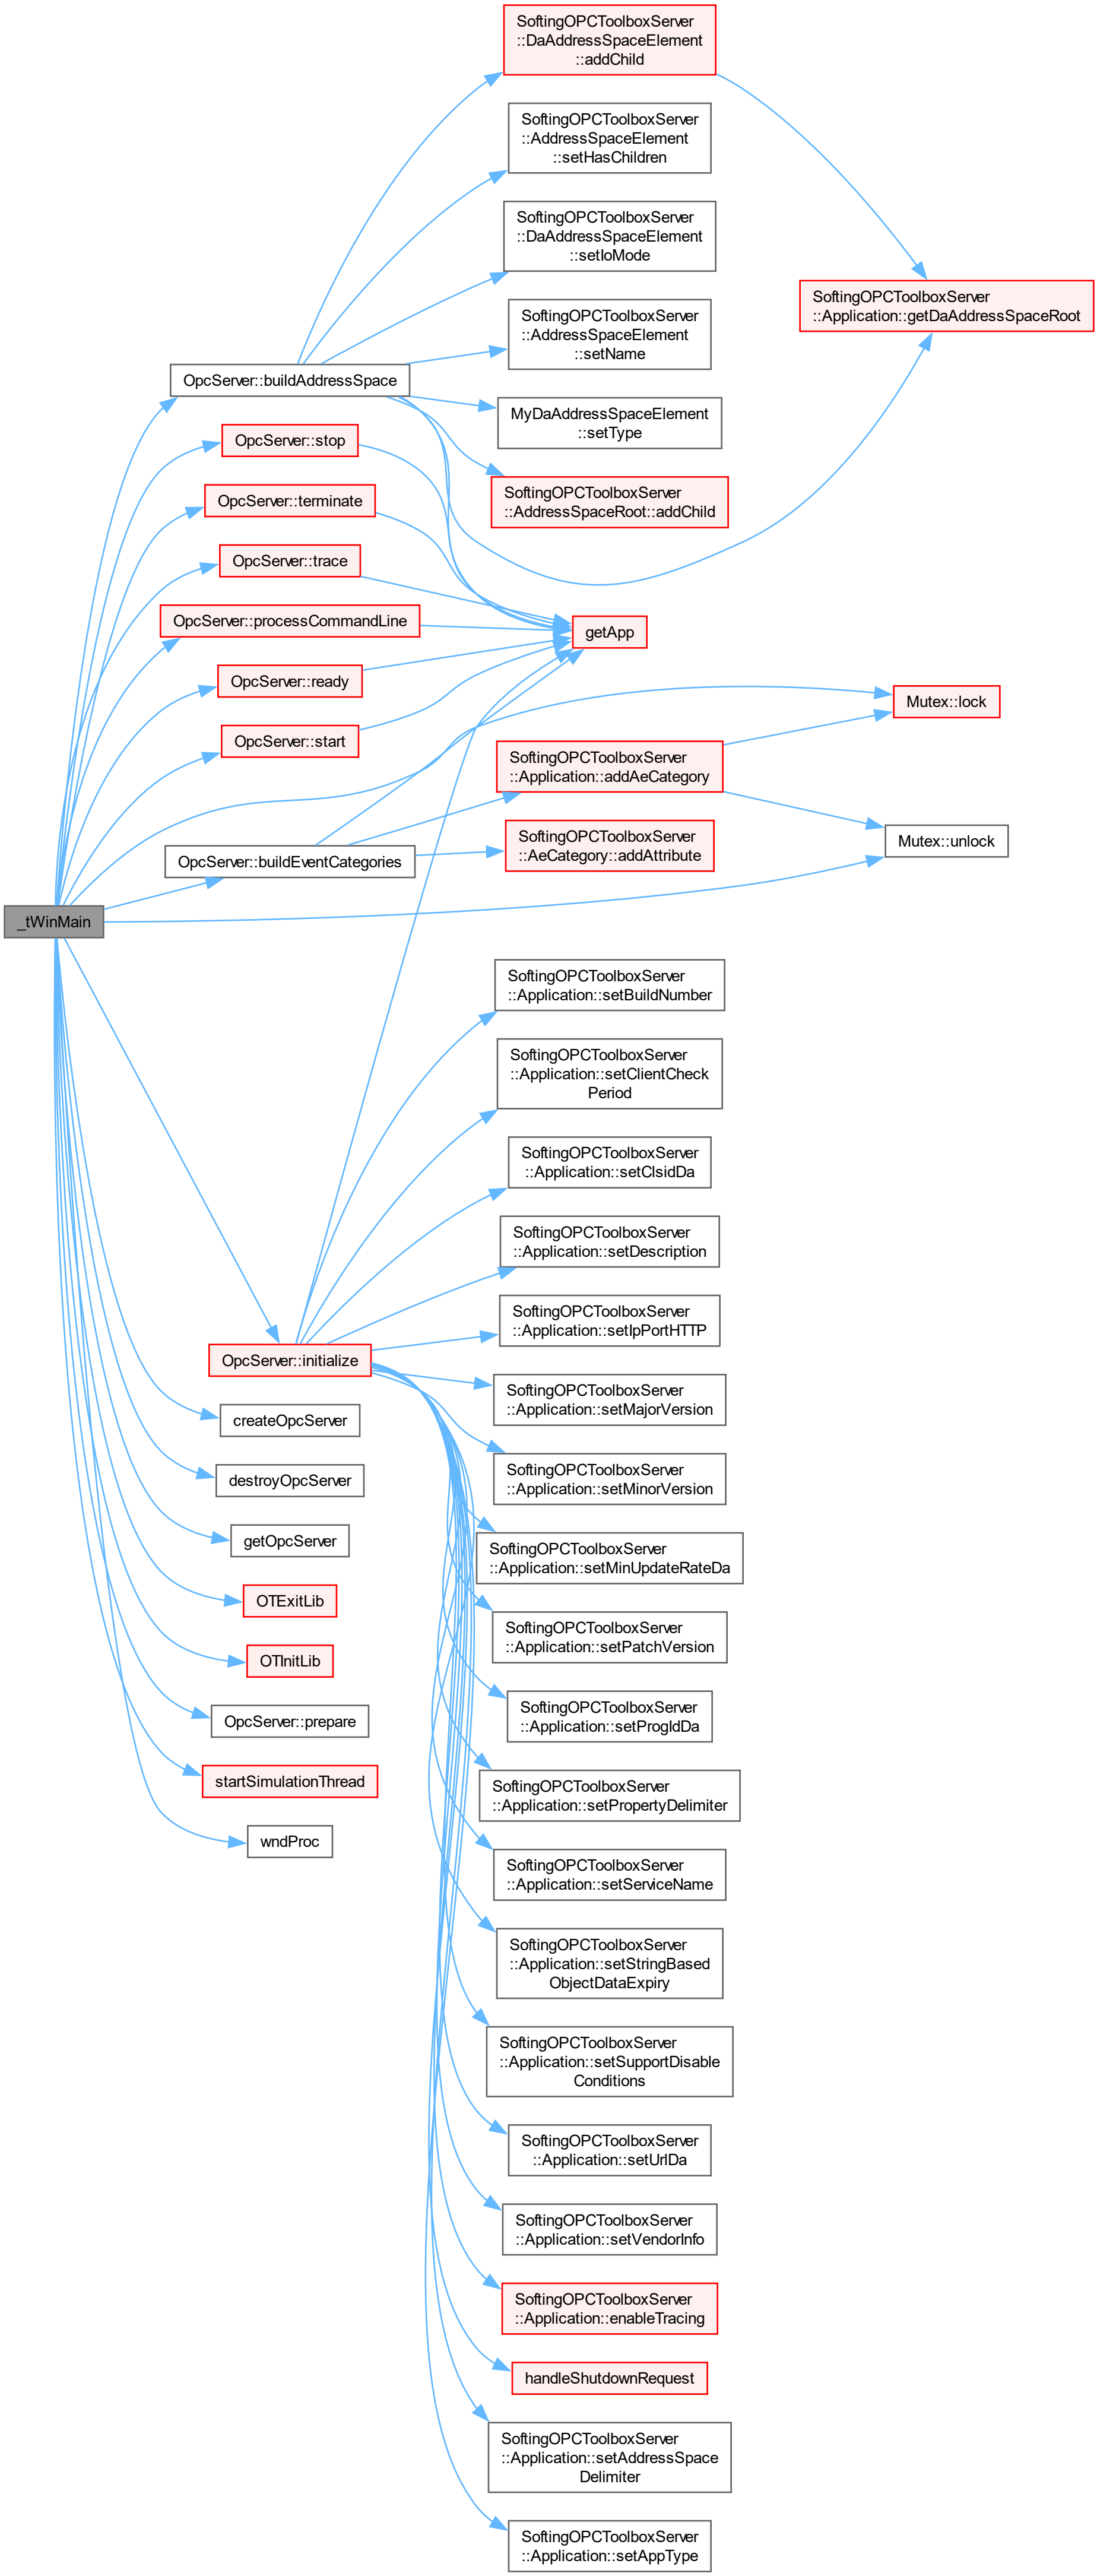 SoftingOPCToolboxServer
::DaAddressSpaceElement
::addChild
SoftingOPCToolboxServer
::AddressSpaceElement
::setHasChildren
SoftingOPCToolboxServer
::DaAddressSpaceElement
::setIoMode
SoftingOPCToolboxServer
::Application::getDaAddressSpaceRoot
SoftingOPCToolboxServer
::AddressSpaceElement
::setName
OpcServer::buildAddressSpace
MyDaAddressSpaceElement
::setType
OpcServer::stop
SoftingOPCToolboxServer
::AddressSpaceRoot::addChild
OpcServer::terminate
OpcServer::trace
OpcServer::processCommandLine
getApp
OpcServer::ready
Mutex::lock
OpcServer::start
SoftingOPCToolboxServer
::Application::addAeCategory
Mutex::unlock
OpcServer::buildEventCategories
SoftingOPCToolboxServer
::AeCategory::addAttribute
_tWinMain
SoftingOPCToolboxServer
::Application::setBuildNumber
SoftingOPCToolboxServer
::Application::setClientCheck
Period
SoftingOPCToolboxServer
::Application::setClsidDa
SoftingOPCToolboxServer
::Application::setDescription
SoftingOPCToolboxServer
::Application::setIpPortHTTP
OpcServer::initialize
SoftingOPCToolboxServer
::Application::setMajorVersion
createOpcServer
SoftingOPCToolboxServer
::Application::setMinorVersion
destroyOpcServer
getOpcServer
SoftingOPCToolboxServer
::Application::setMinUpdateRateDa
OTExitLib
SoftingOPCToolboxServer
::Application::setPatchVersion
OTInitLib
OpcServer::prepare
SoftingOPCToolboxServer
::Application::setProgIdDa
startSimulationThread
SoftingOPCToolboxServer
::Application::setPropertyDelimiter
wndProc
SoftingOPCToolboxServer
::Application::setServiceName
SoftingOPCToolboxServer
::Application::setStringBased
ObjectDataExpiry
SoftingOPCToolboxServer
::Application::setSupportDisable
Conditions
SoftingOPCToolboxServer
::Application::setUrlDa
SoftingOPCToolboxServer
::Application::setVendorInfo
SoftingOPCToolboxServer
::Application::enableTracing
handleShutdownRequest
SoftingOPCToolboxServer
::Application::setAddressSpace
Delimiter
SoftingOPCToolboxServer
::Application::setAppType